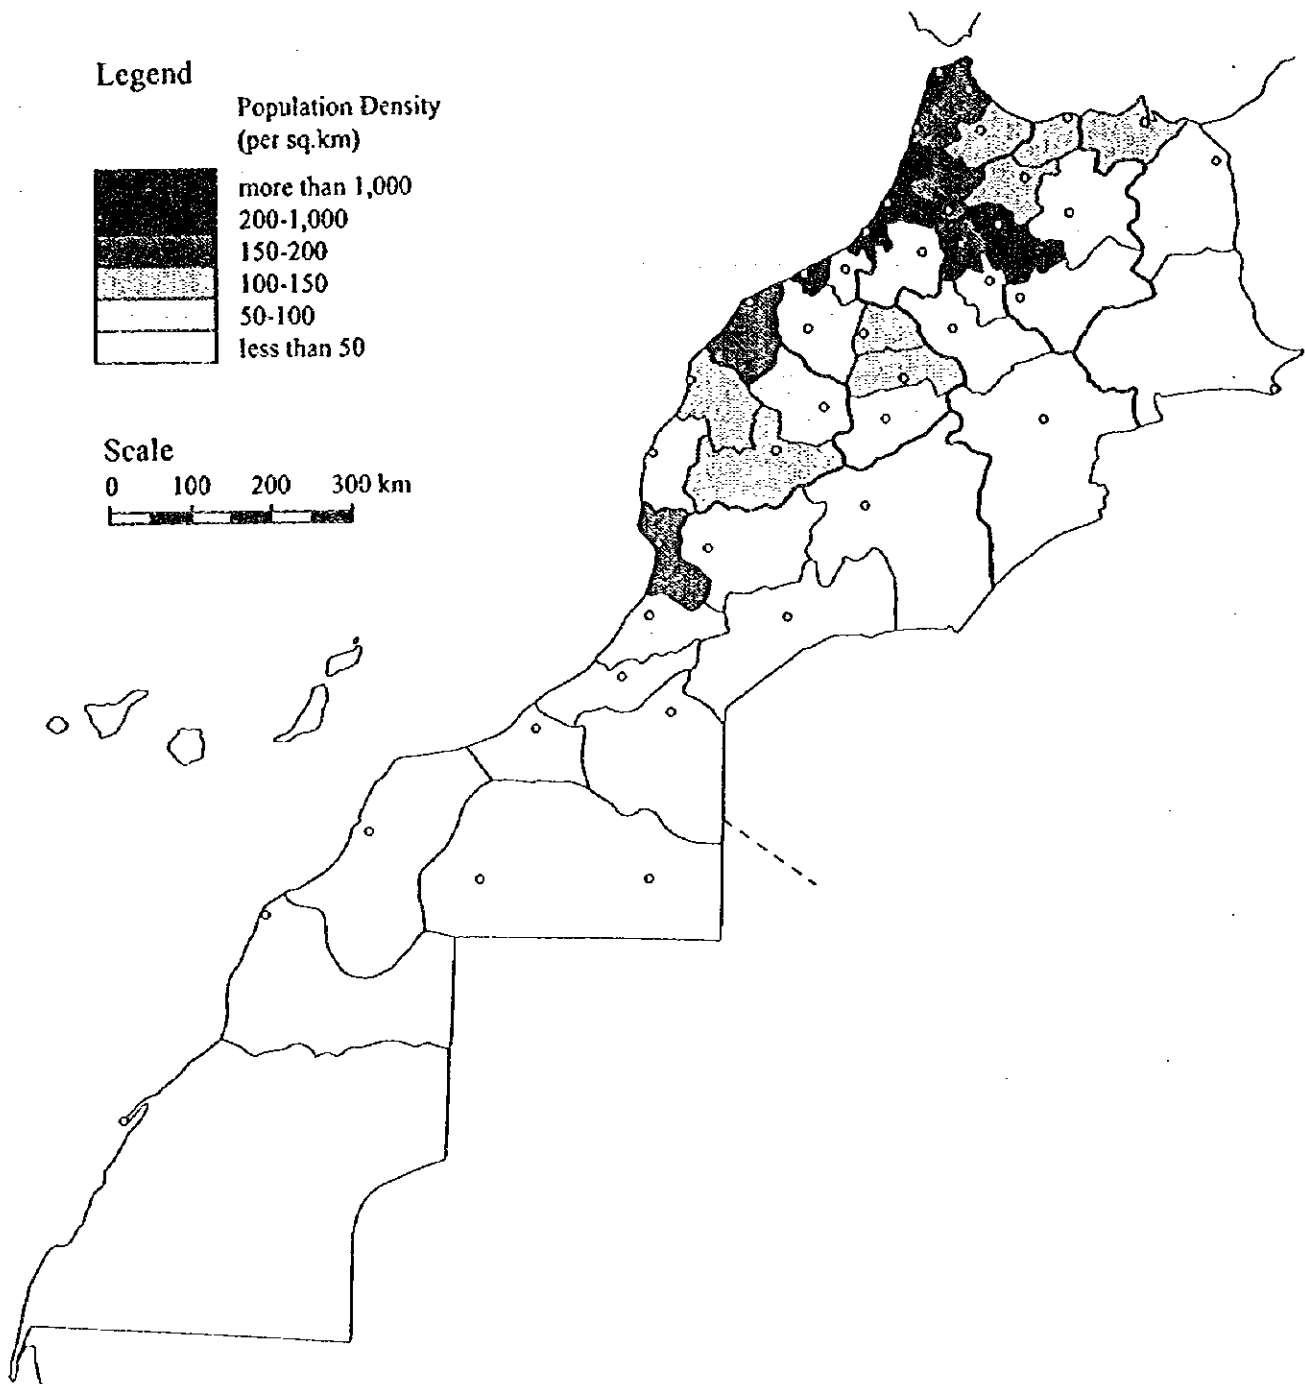 Legend
Population Density
(per sq.km)
more than 1,000
200-1,000
150-200
100-150
50-100
less than 50
Scale
0 100 200 300 km